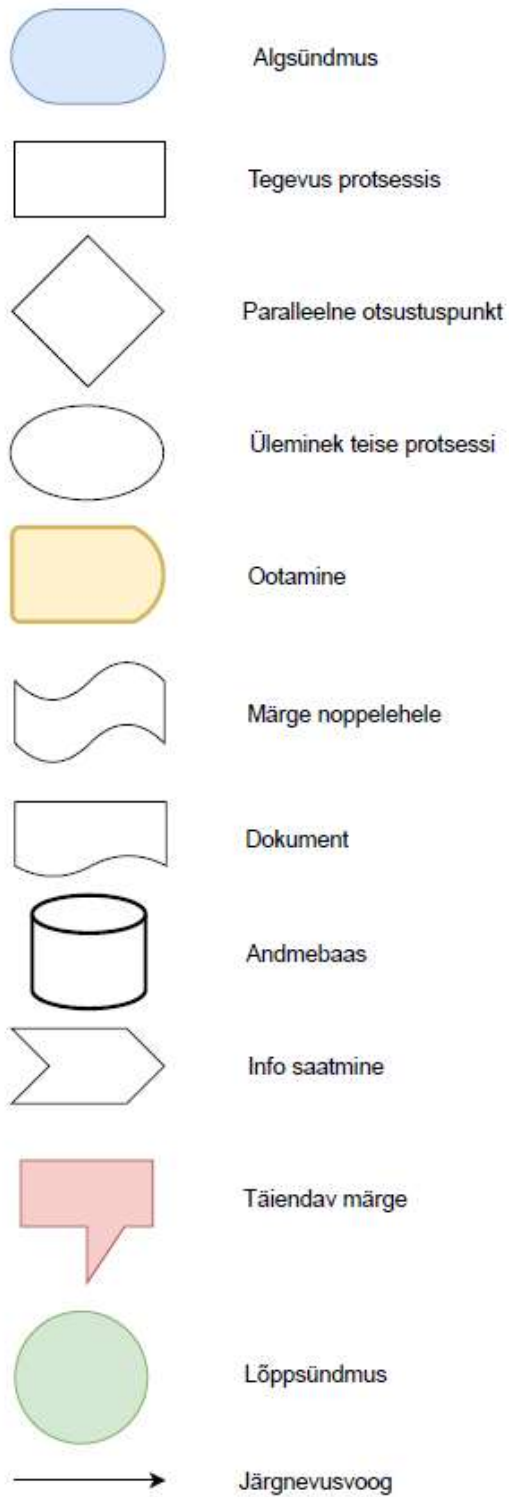 Algsündmus
Tegevus protsessis
Paralleelne otsustuspunkt
Üleminek teise protsessi
Ootamine
Märge noppelehele
Dokument
Andmebaas
Info saatmine
Täiendav märge
Lõppsündmus
Järgnevusvoog